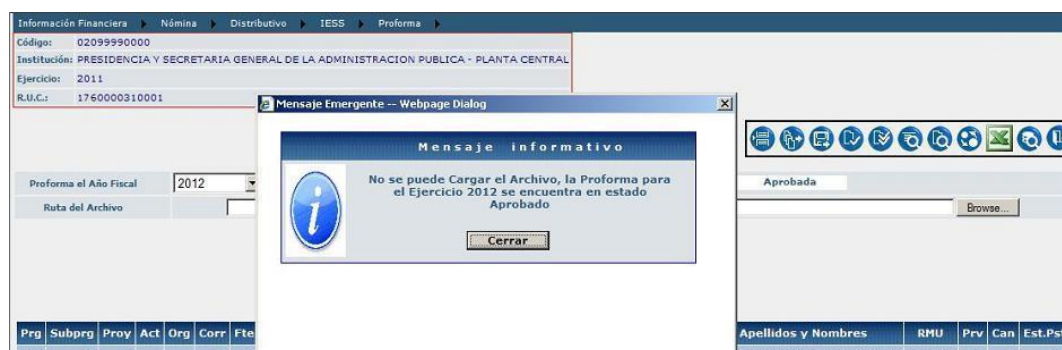 Información Financiera Nómina Distributivo IESS Proforma
Código: 02099990000
Institución: PRESIDENCIA Y SECRETARIA GENERAL DE LA ADMINISTRACION PUBLICA - PLANTA CENTRAL
Ejercicio: 2011
R.U.C.: 1760000310001
Mensaje Emergente -- Webpage Dialog
Mensaje informativo
No se puede Cargar el Archivo, la Proforma para
el Ejercicio 2012 se encuentra en estado
Aprobado
Cerrar
Proforma el Año Fiscal 2012 Aprobada
Ruta del Archivo Browse...
Prg Subprg Proy Act Org Corr Fte Apellidos y Nombres RMU Prv Can Est.Pst